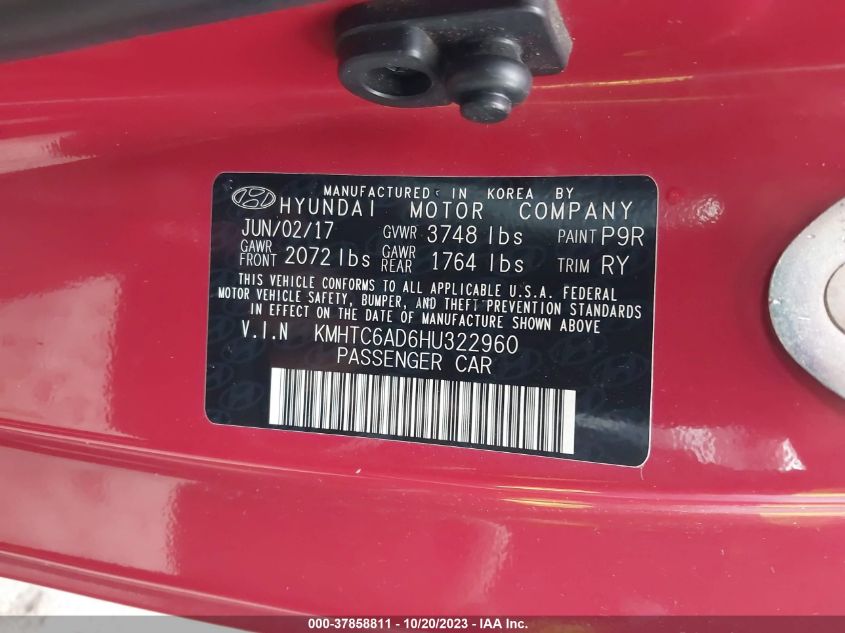 MANUFACTURED IN KOREA BY
HYUNDAI MOTOR COMPANY
JUN/02/17 GVWR 3748 lbs PAINT P9R
GAWR FRONT 2072 lbs GAWR REAR 1764 lbs TRIM RY
THIS VEHICLE CONFORMS TO ALL APPLICABLE U.S.A. FEDERAL
MOTOR VEHICLE SAFETY, BUMPER, AND THEFT PREVENTION STANDARDS
IN EFFECT ON THE DATE OF MANUFACTURE SHOWN ABOVE
V.I.N KMHTC6AD6HU322960
PASSENGER CAR
000-37858811 - 10/20/2023 - IAA Inc.